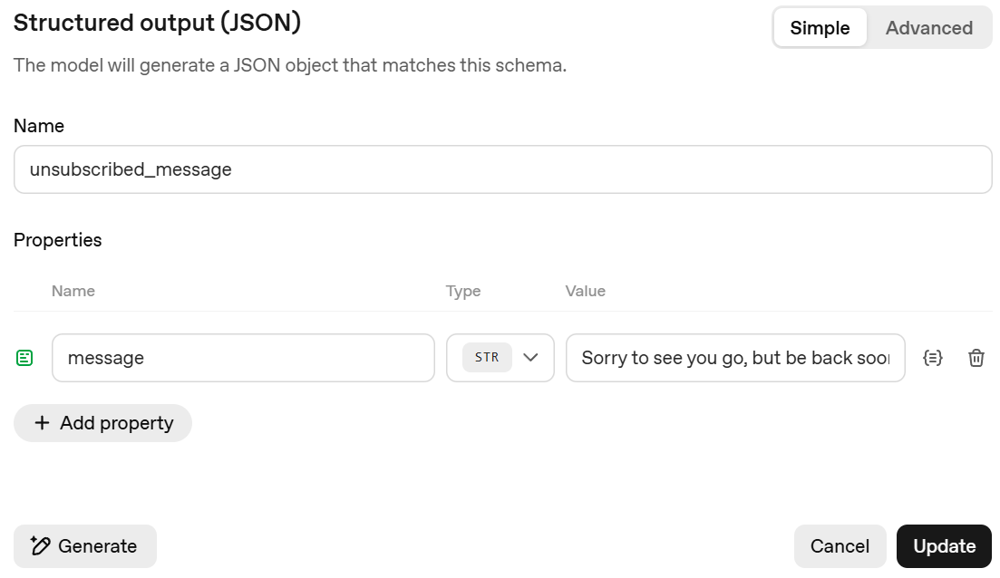 Structured output (JSON)
Simple
Advanced
The model will generate a JSON object that matches this schema.
Name
unsubscribed_message
Properties
Name Type Value
message STR Sorry to see you go, but be back soo
+ Add property
Generate
Cancel
Update